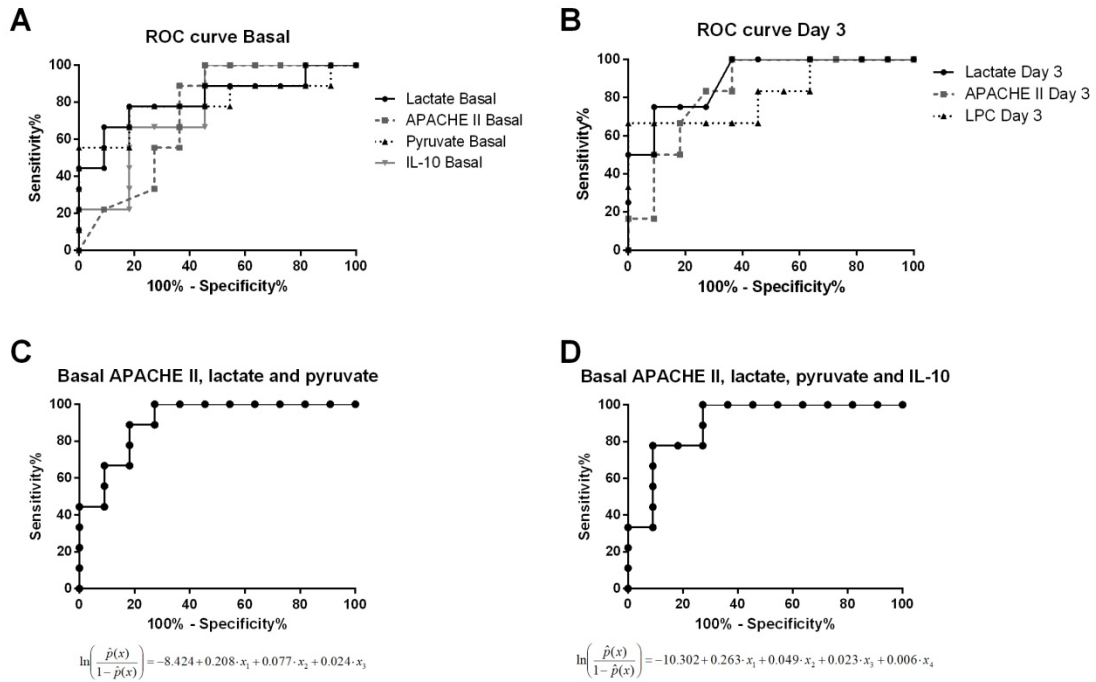 A
ROC curve Basal
Sensitivity%
100
80
60
40
20
0
0 20 40 60 80 100
100% - Specificity%
Lactate Basal
APACHE II Basal
Pyruvate Basal
IL-10 Basal
B
ROC curve Day 3
Sensitivity%
100
80
60
40
20
0
0 20 40 60 80 100
100% - Specificity%
Lactate Day 3
APACHE II Day 3
LPC Day 3
C
Basal APACHE II, lactate and pyruvate
Sensitivity%
100
80
60
40
20
0
0 20 40 60 80 100
100% - Specificity%
ln(p̂(x)/(1−p̂(x))) = −8.424+0.208·x₁+0.077·x₂+0.024·x₃
D
Basal APACHE II, lactate, pyruvate and IL-10
Sensitivity%
100
80
60
40
20
0
0 20 40 60 80 100
100% - Specificity%
ln(p̂(x)/(1−p̂(x))) = −10.302+0.263·x₁+0.049·x₂+0.023·x₃+0.006·x₄